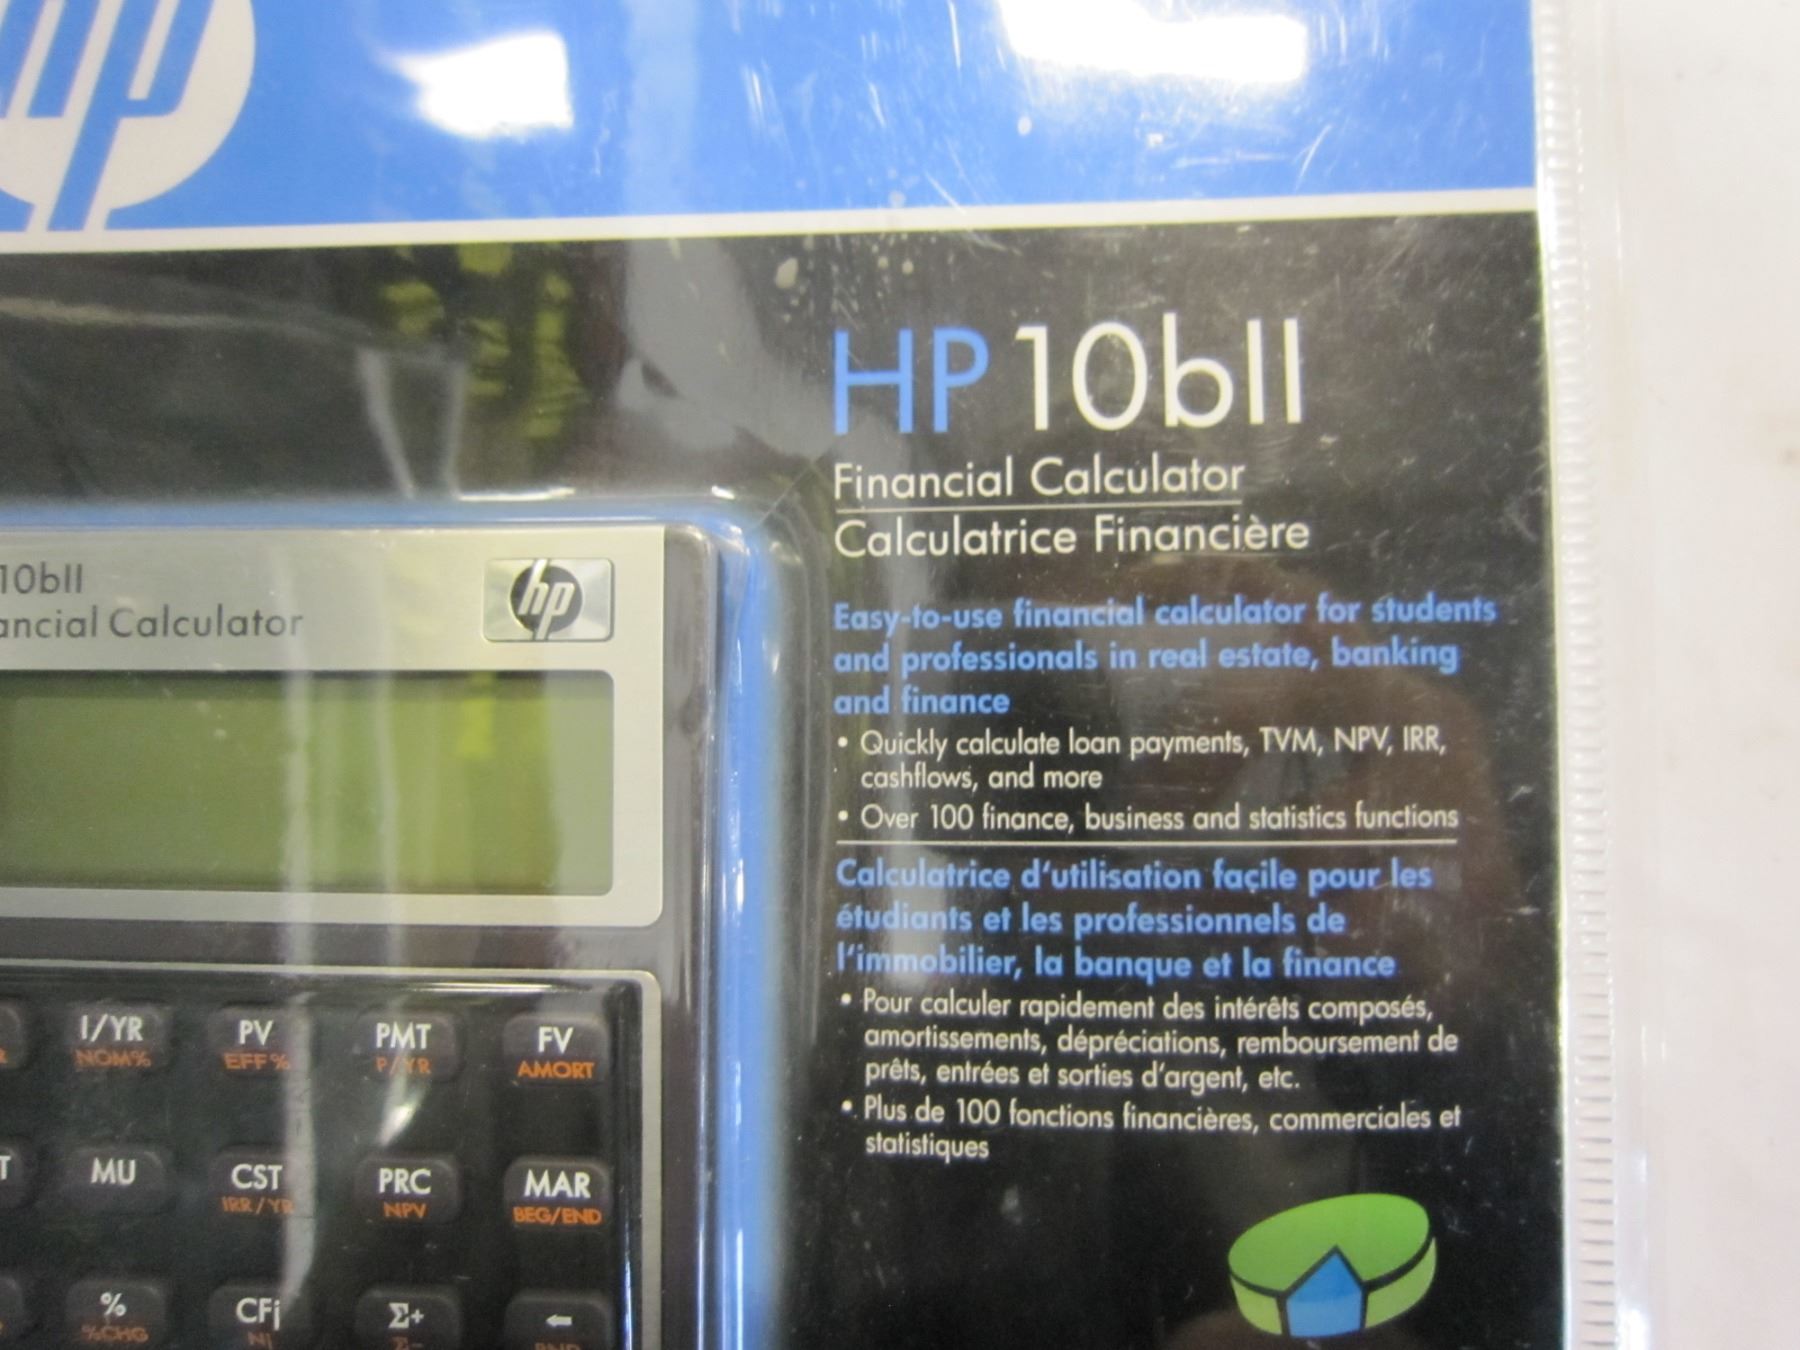 hp
HP 10bII
Financial Calculator
Calculatrice Financière
Easy-to-use financial calculator for students
and professionals in real estate, banking
and finance
• Quickly calculate loan payments, TVM, NPV, IRR,
cashflows, and more
• Over 100 finance, business and statistics functions
Calculatrice d'utilisation façile pour les
étudiants et les professionnels de
l'immobilier, la banque et la finance
• Pour calculer rapidement des intérêts composés,
amortissements, dépréciations, remboursement de
prêts, entrées et sorties d'argent, etc.
• Plus de 100 fonctions financières, commerciales et
statistiques
10bII
ancial Calculator
hp
I/YR PV PMT FV
NOM% EFF% P/YR AMORT
T MU CST PRC MAR
IRR/YR NPV BEG/END
% CFj Σ+ ←
%CHG Nj Σ-